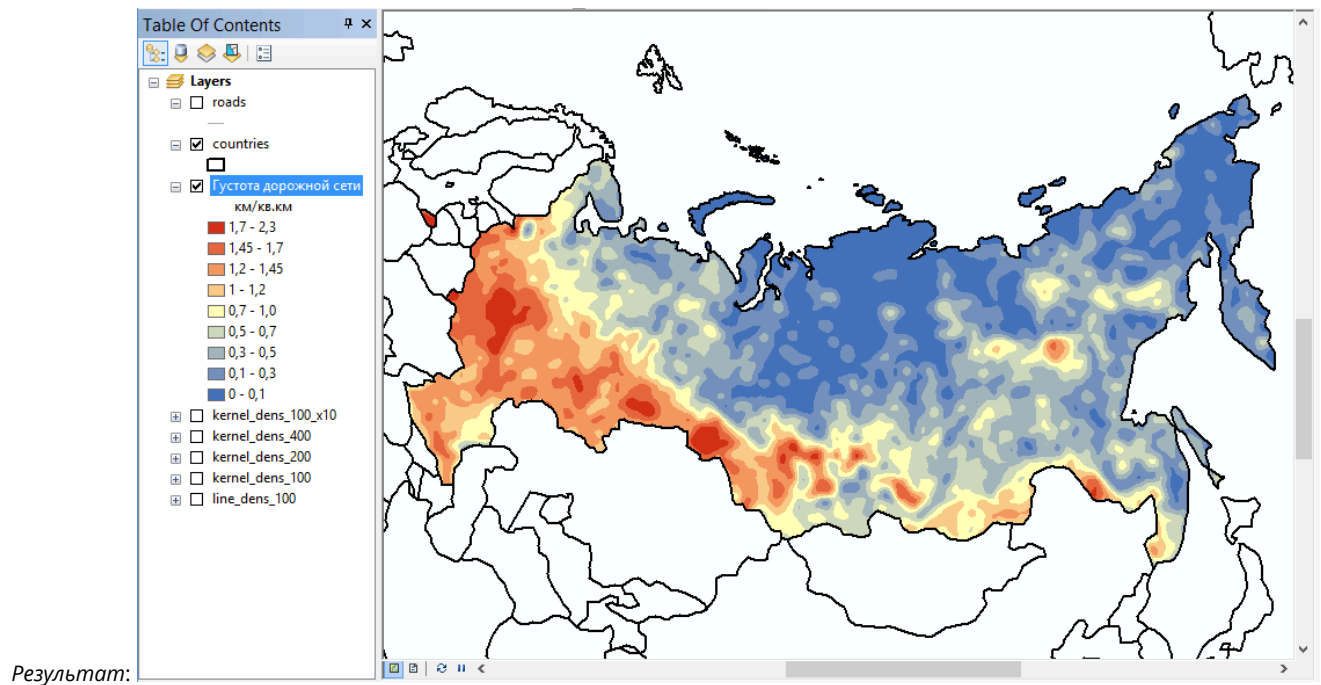 Table Of Contents
Layers
roads
countries
Густота дорожной сети
км/кв.км
1,7 - 2,3
1,45 - 1,7
1,2 - 1,45
1 - 1,2
0,7 - 1,0
0,5 - 0,7
0,3 - 0,5
0,1 - 0,3
0 - 0,1
kernel_dens_100_x10
kernel_dens_400
kernel_dens_200
kernel_dens_100
line_dens_100
Результат: